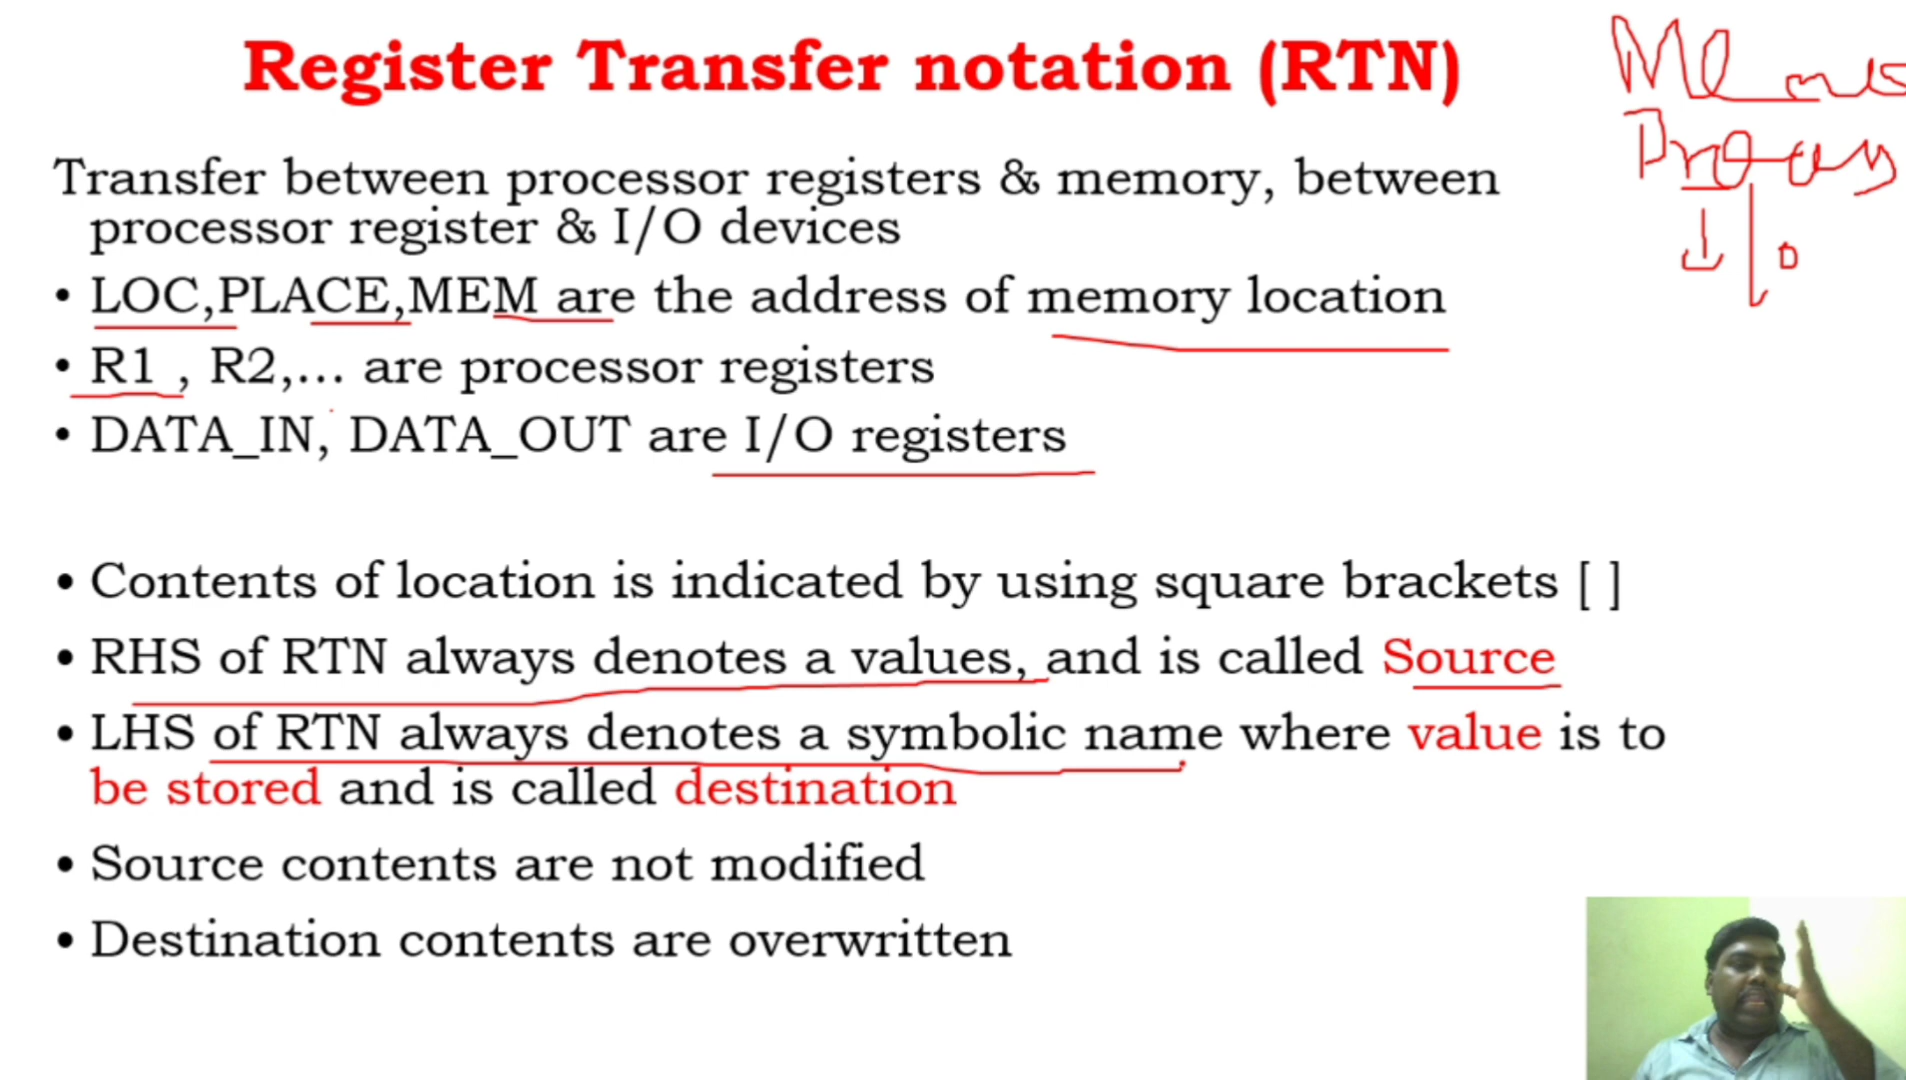 Register Transfer notation (RTN)
Transfer between processor registers & memory, between
processor register & I/O devices
• LOC,PLACE,MEM are the address of memory location
• R1 , R2,... are processor registers
• DATA_IN, DATA_OUT are I/O registers
• Contents of location is indicated by using square brackets [ ]
• RHS of RTN always denotes a values, and is called Source
• LHS of RTN always denotes a symbolic name where value is to
be stored and is called destination
• Source contents are not modified
• Destination contents are overwritten
I/o